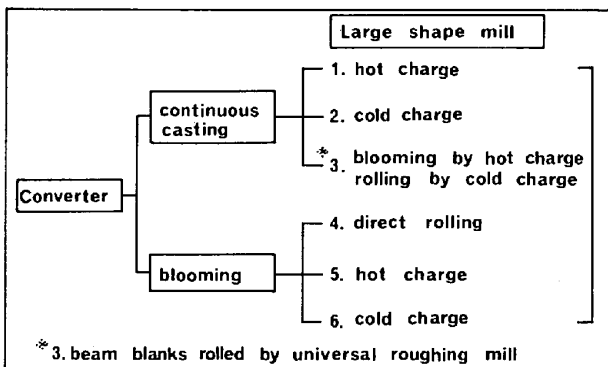 Large shape mill
1. hot charge
continuous
casting
2. cold charge
※
3. blooming by hot charge
rolling by cold charge
Converter
4. direct rolling
blooming
5. hot charge
6. cold charge
※3. beam blanks rolled by universal roughing mill